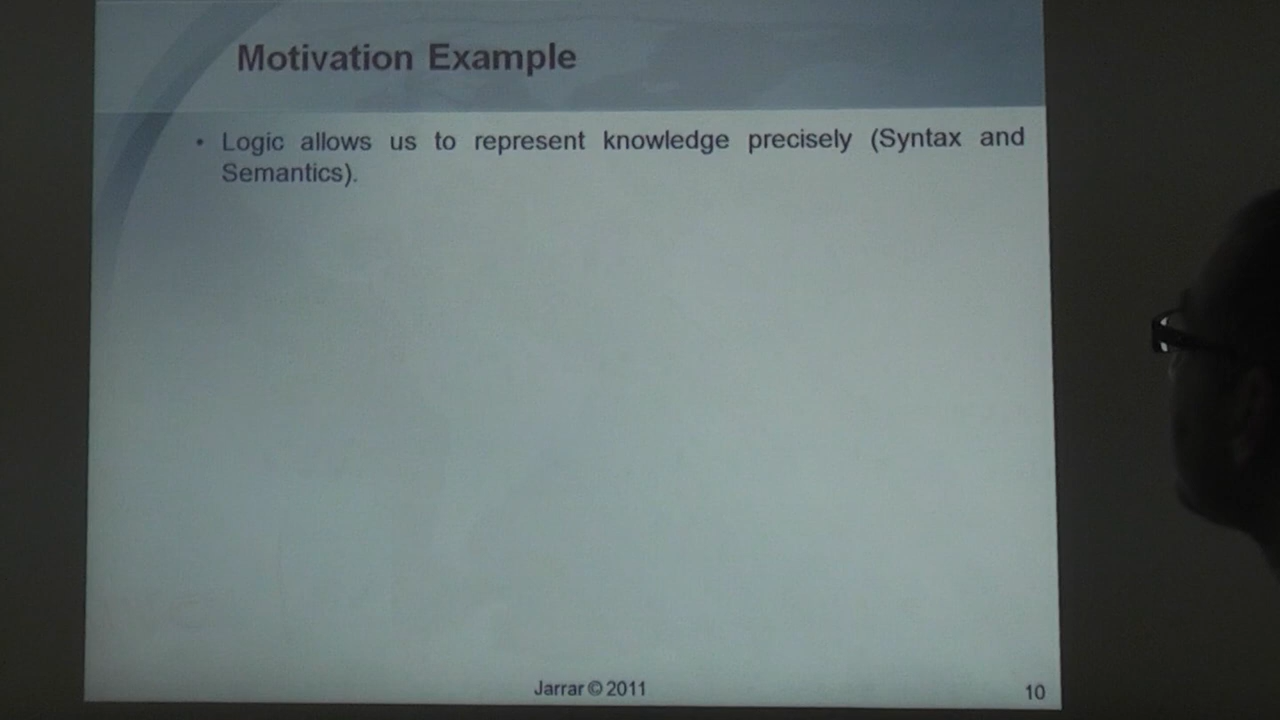 Motivation Example
• Logic allows us to represent knowledge precisely (Syntax and
Semantics).
Jarrar © 2011
10